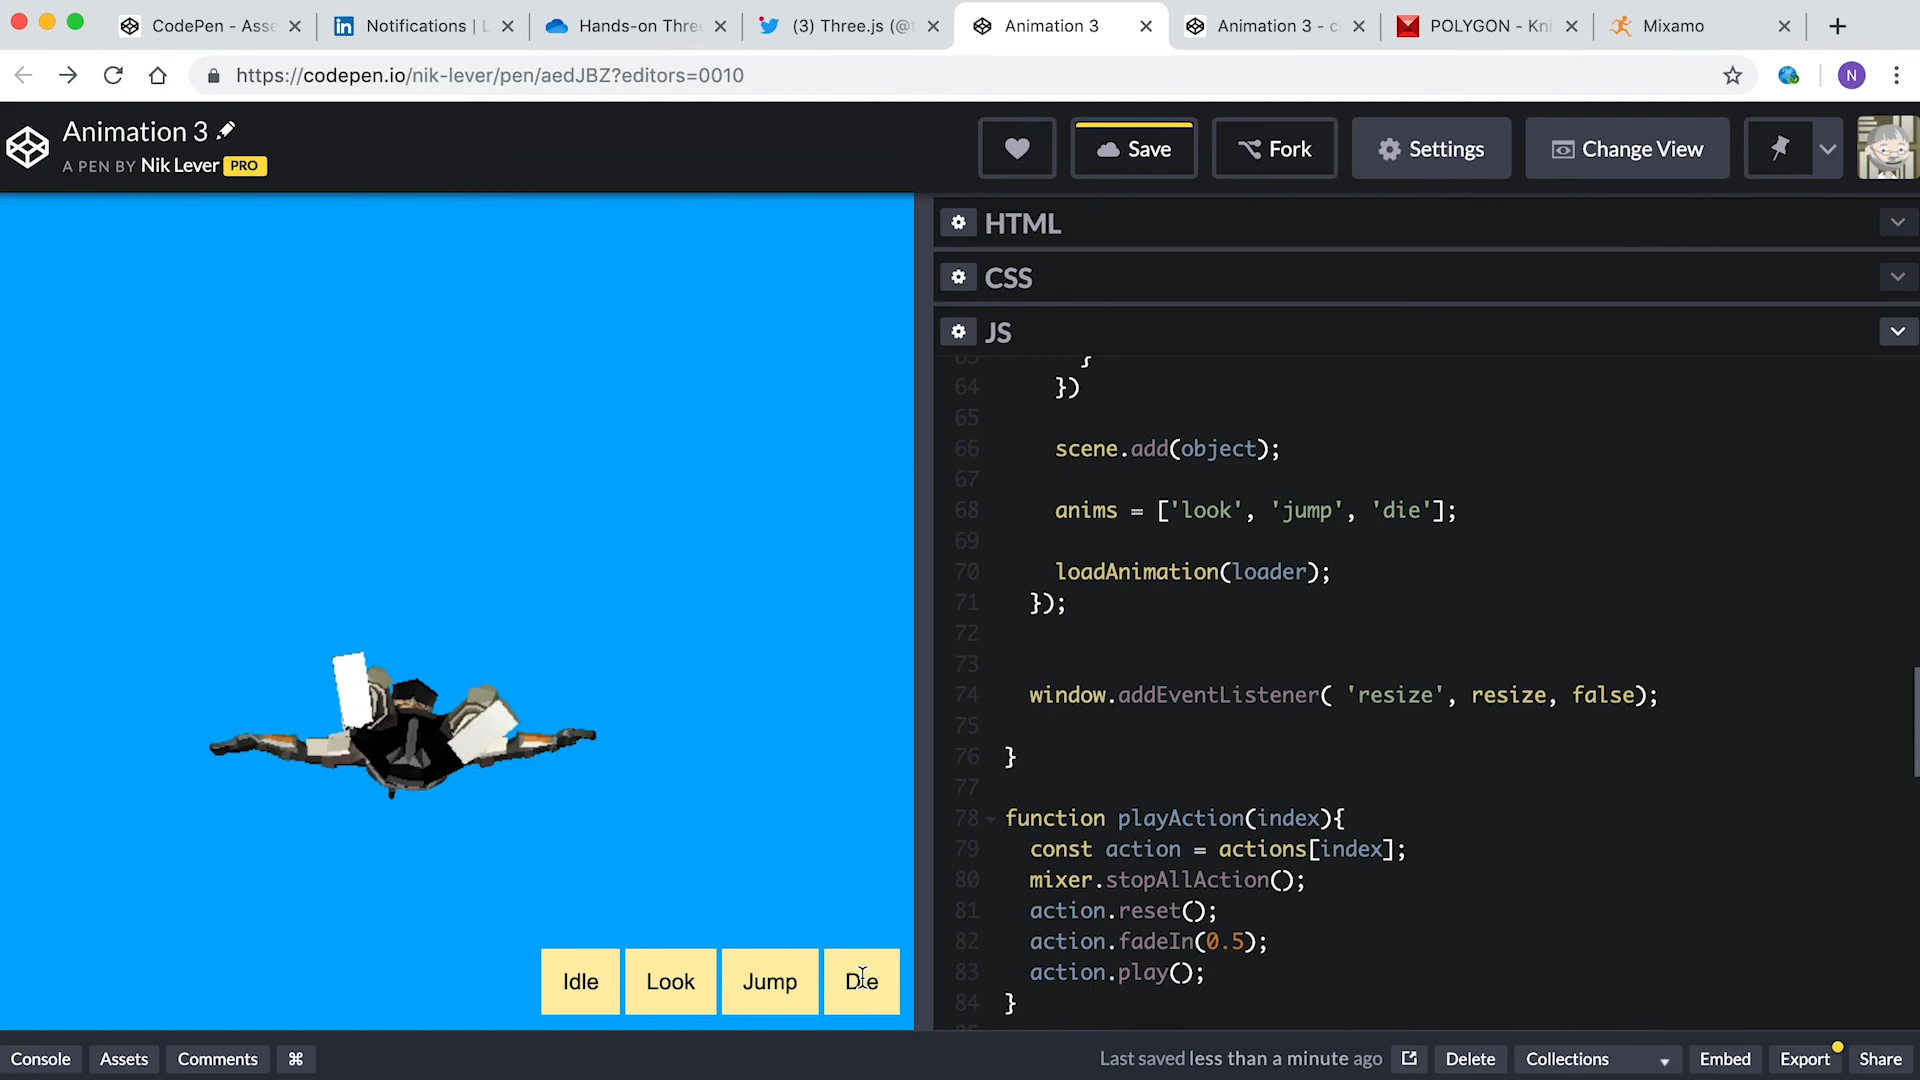 CodePen - Asse
Notifications | L
Hands-on Three
(3) Three.js (@t
Animation 3
Animation 3 - c
POLYGON - Kni
Mixamo
https://codepen.io/nik-lever/pen/aedJBZ?editors=0010
N
Animation 3
A PEN BY Nik Lever PRO
Save
Fork
Settings
Change View
HTML
CSS
JS
63 }
64 })
65
66 scene.add(object);
67
68 anims = ['look', 'jump', 'die'];
69
70 loadAnimation(loader);
71 });
72
73
74 window.addEventListener( 'resize', resize, false);
75
76 }
77
78 function playAction(index){
79 const action = actions[index];
80 mixer.stopAllAction();
81 action.reset();
82 action.fadeIn(0.5);
83 action.play();
84 }
Idle
Look
Jump
Die
Console
Assets
Comments
⌘
Last saved less than a minute ago
Delete
Collections
Embed
Export
Share